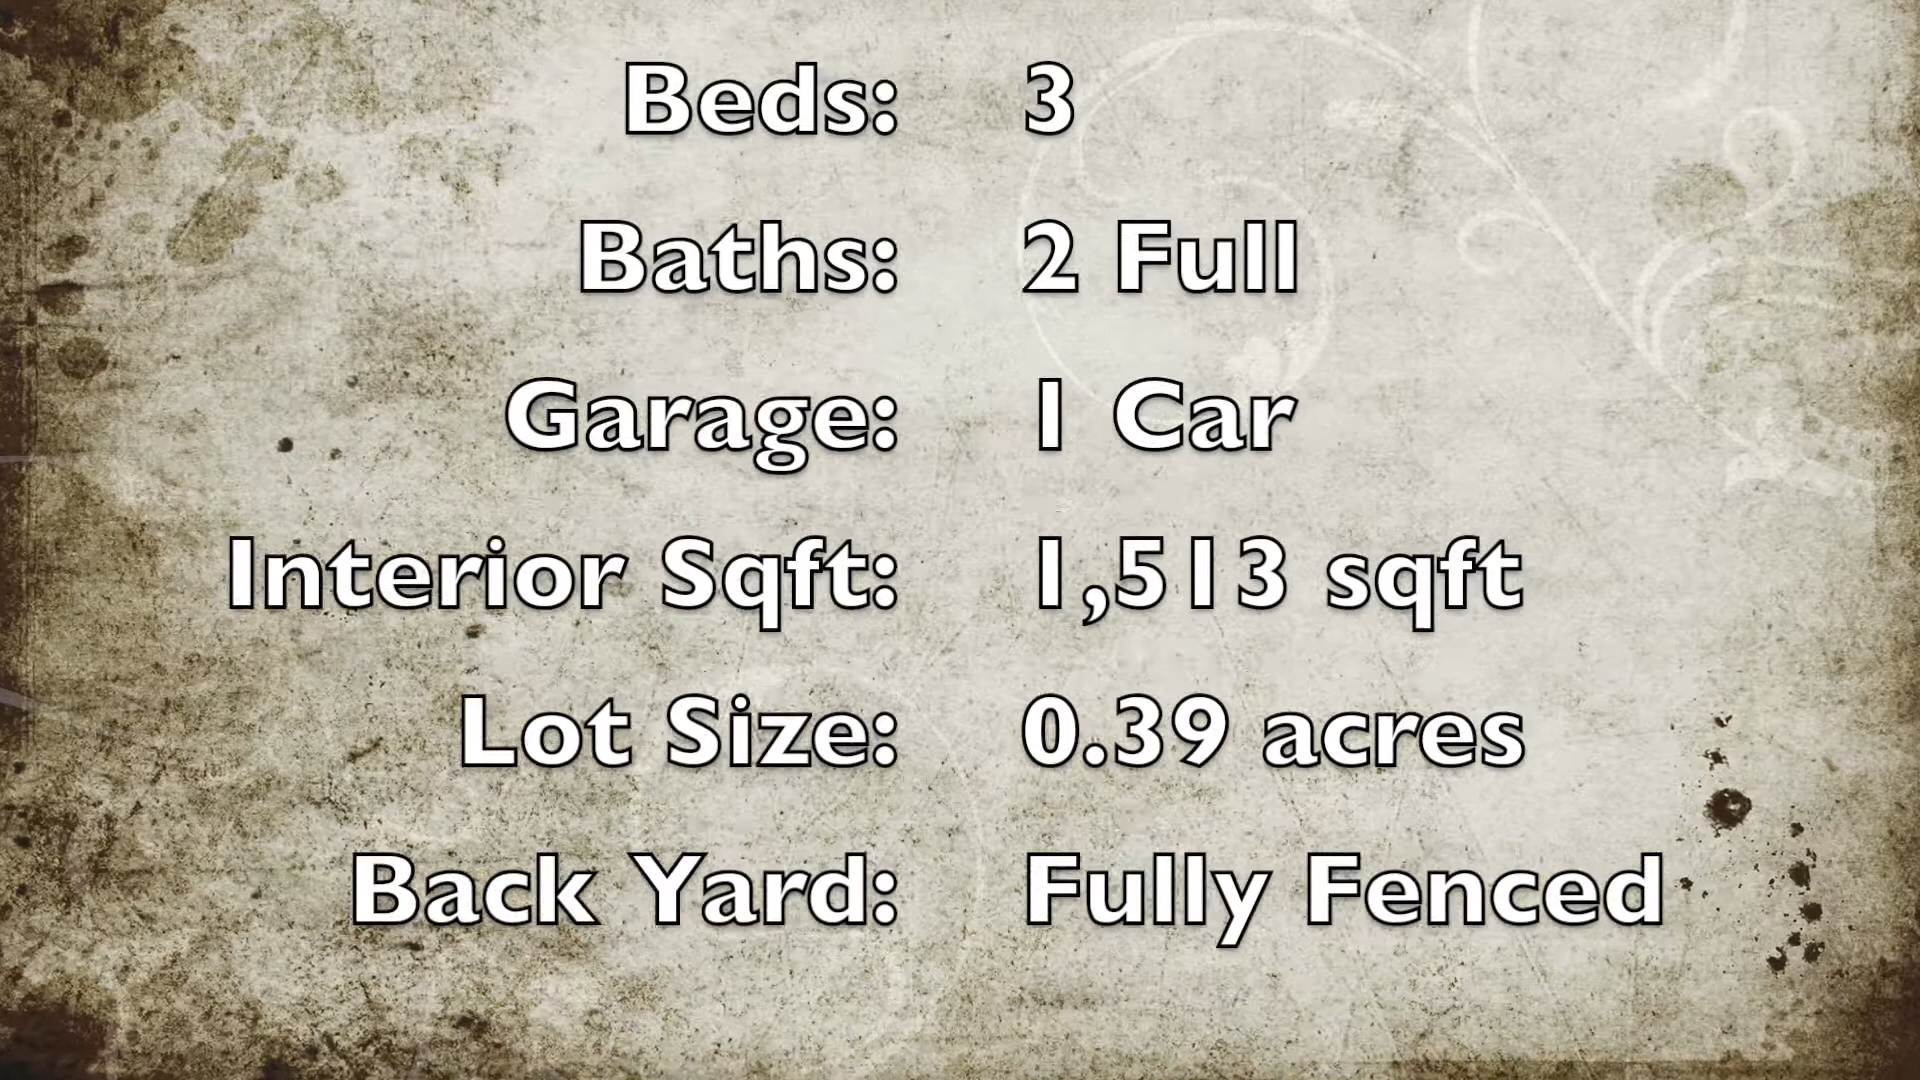 Beds: 3
Baths: 2 Full
Garage: 1 Car
Interior Sqft: 1,513 sqft
Lot Size: 0.39 acres
Back Yard: Fully Fenced